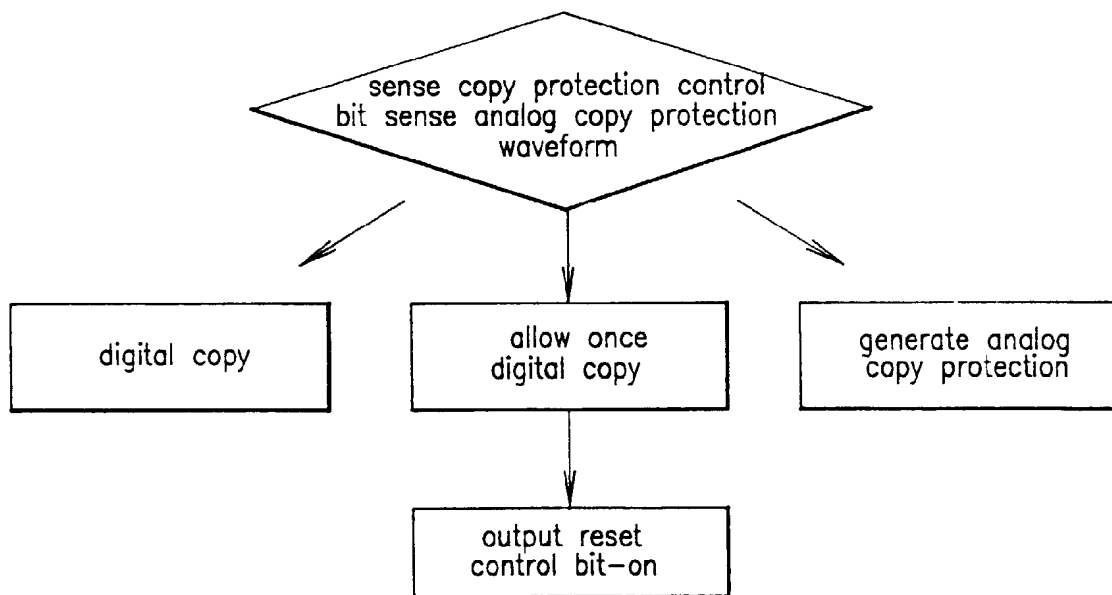 sense copy protection control
bit sense analog copy protection
waveform
digital copy
allow once
digital copy
generate analog
copy protection
output reset
control bit-on